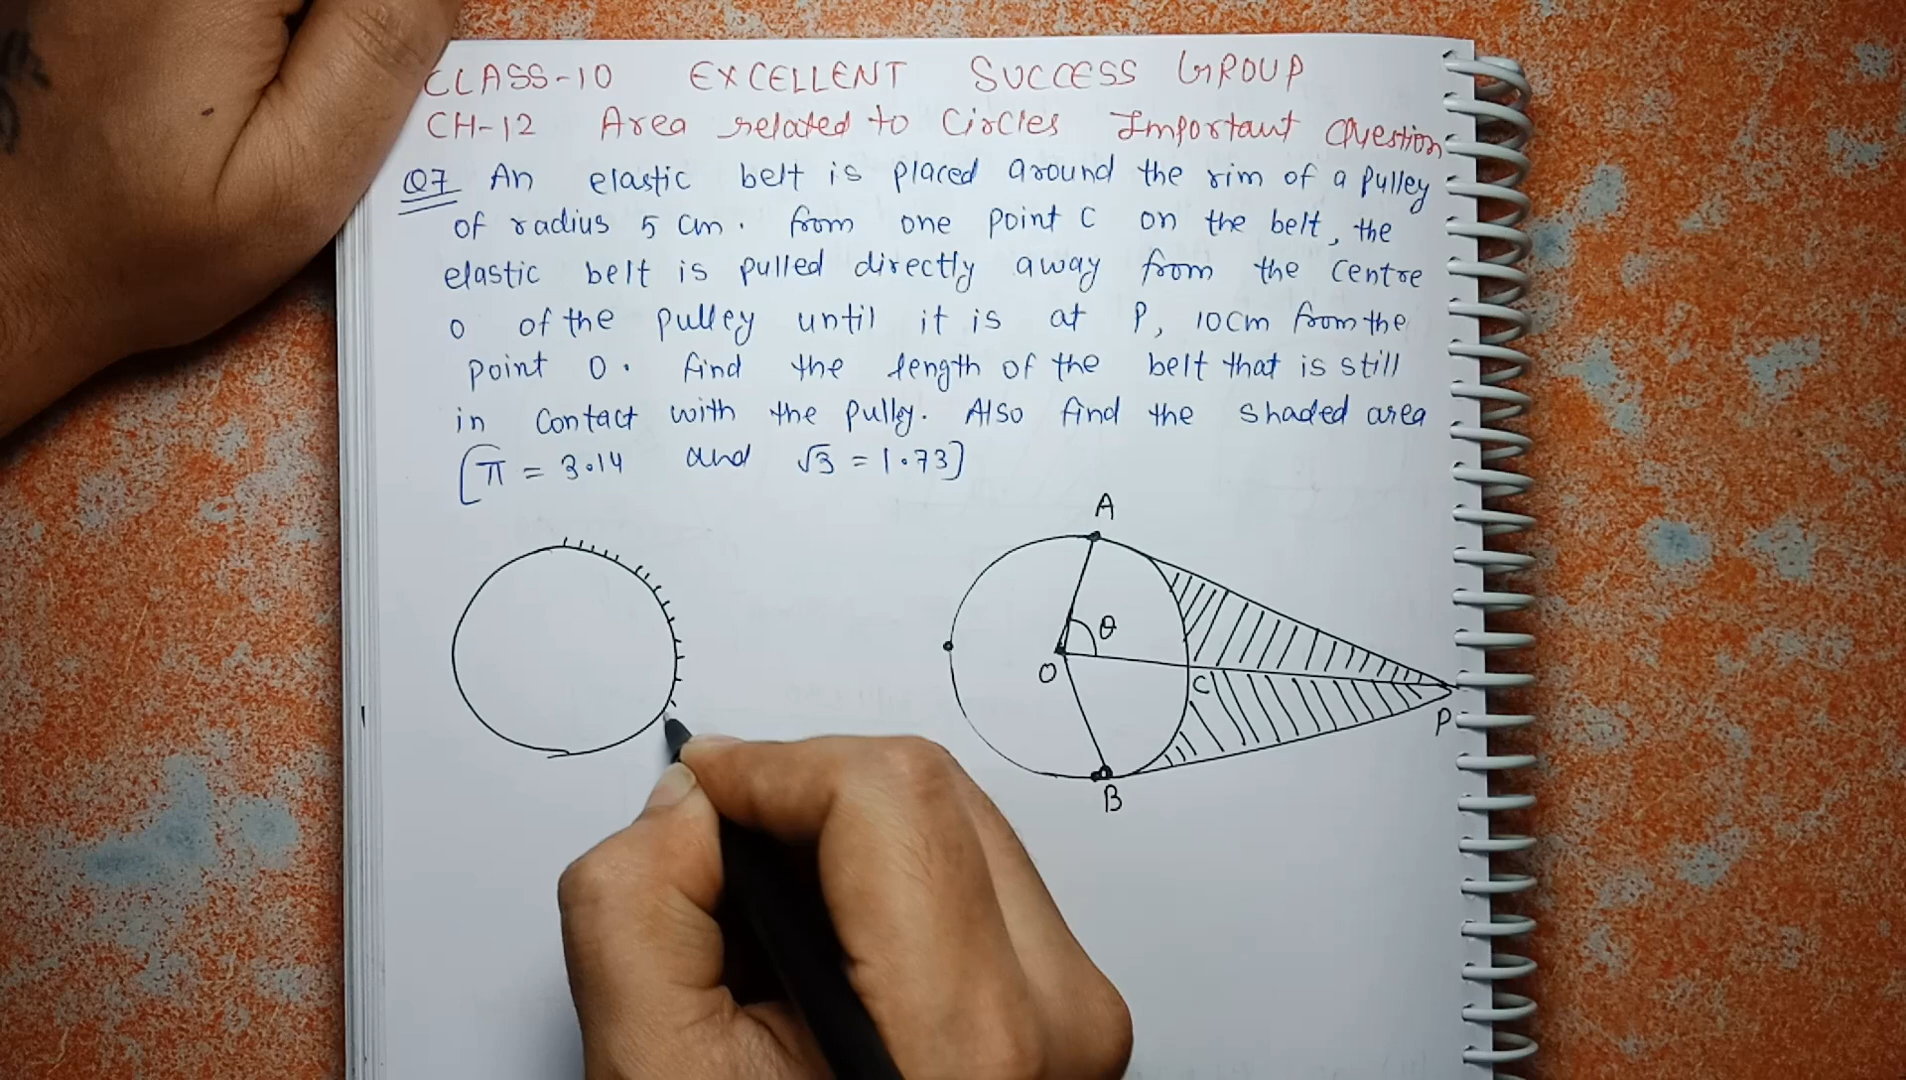 CLASS-10 EXCELLENT SUCCESS GROUP
CH-12 Area related to Circles Important Question
Q7 An elastic belt is placed around the rim of a pulley
of radius 5 cm. from one point C on the belt, the
elastic belt is pulled directly away from the centre
O of the pulley until it is at P, 10cm from the
point O. find the length of the belt that is still
in contact with the pully. Also find the shaded area
[π = 3.14 and √3 = 1.73]
A
θ
O
C
P
B